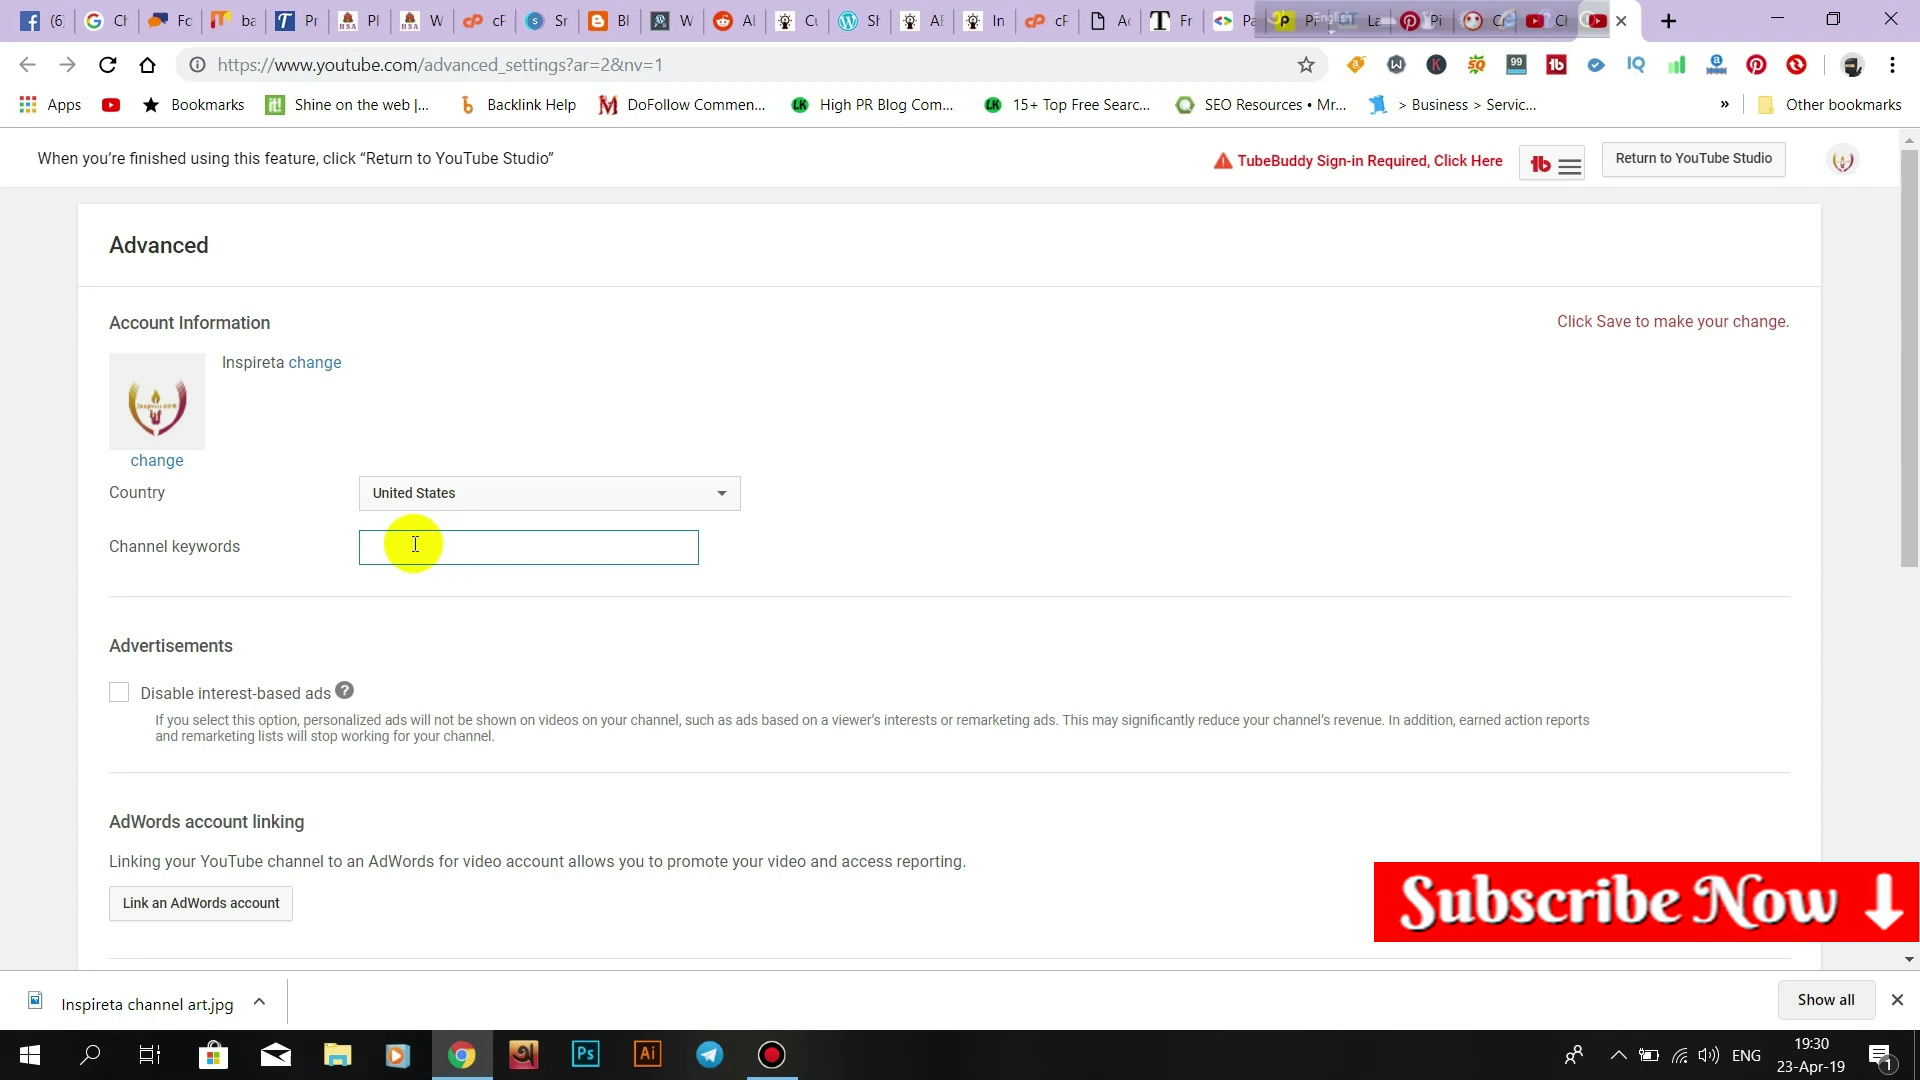 https://www.youtube.com/advanced_settings?ar=2&nv=1
Apps
Bookmarks
Shine on the web |...
Backlink Help
DoFollow Commen...
High PR Blog Com...
15+ Top Free Searc...
SEO Resources • Mr...
> Business > Servic...
»
Other bookmarks
When you’re finished using this feature, click “Return to YouTube Studio”
TubeBuddy Sign-in Required, Click Here
Return to YouTube Studio
Advanced
Account Information
Click Save to make your change.
Inspireta change
change
Country
United States
Channel keywords
Advertisements
Disable interest-based ads ?
If you select this option, personalized ads will not be shown on videos on your channel, such as ads based on a viewer's interests or remarketing ads. This may significantly reduce your channel's revenue. In addition, earned action reports
and remarketing lists will stop working for your channel.
AdWords account linking
Linking your YouTube channel to an AdWords for video account allows you to promote your video and access reporting.
Link an AdWords account
Subscribe Now
Inspireta channel art.jpg
Show all
Ps
Ai
ENG
19:30
23-Apr-19
1